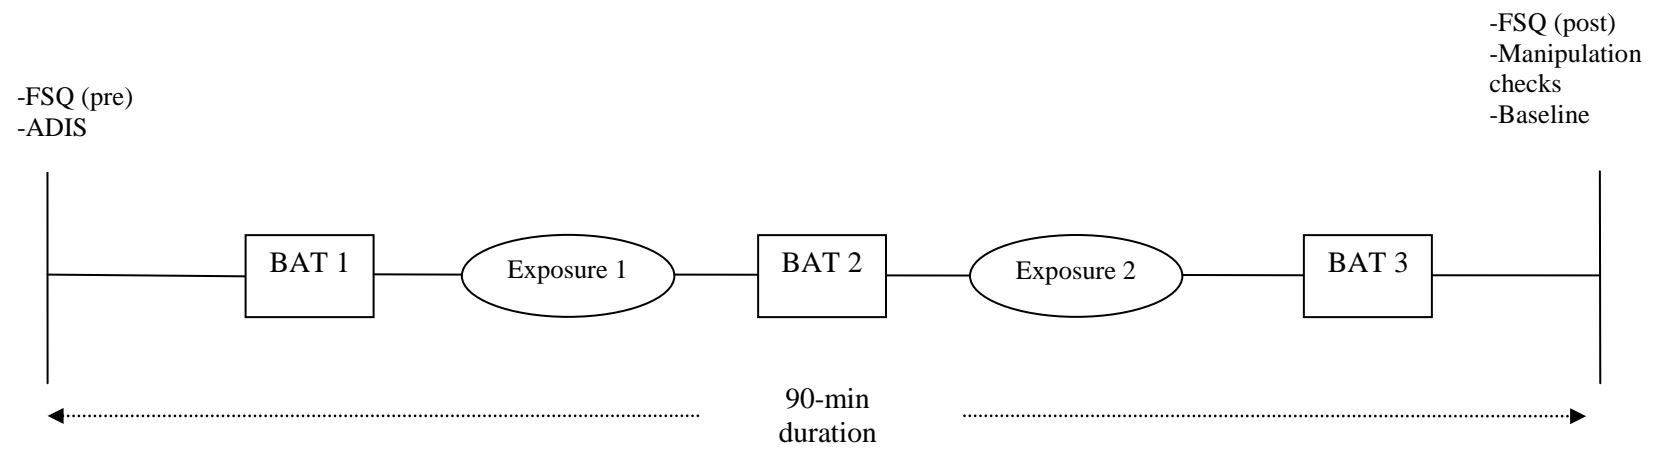 -FSQ (post)
-Manipulation
checks
-Baseline
-FSQ (pre)
-ADIS
BAT 1
Exposure 1
BAT 2
Exposure 2
BAT 3
90-min
duration